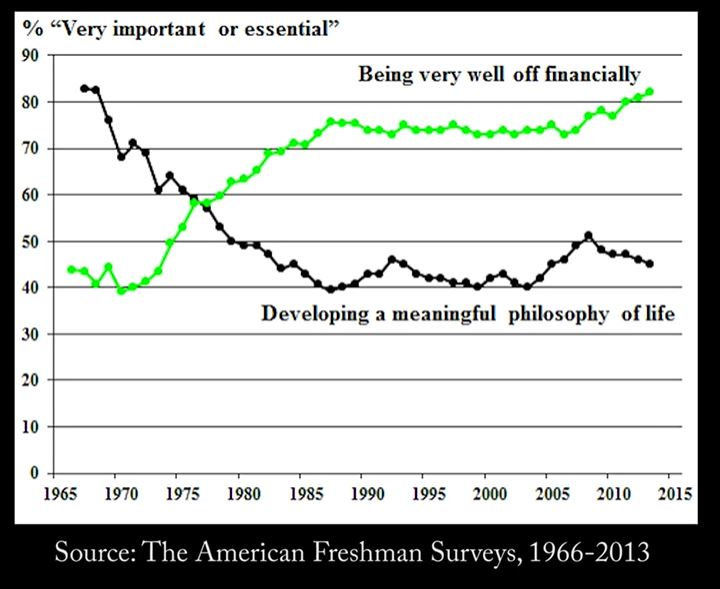 % “Very important or essential”
90
Being very well off financially
80
70
60
50
40
Developing a meaningful philosophy of life
30
20
10
0
1965 1970 1975 1980 1985 1990 1995 2000 2005 2010 2015
Source: The American Freshman Surveys, 1966-2013